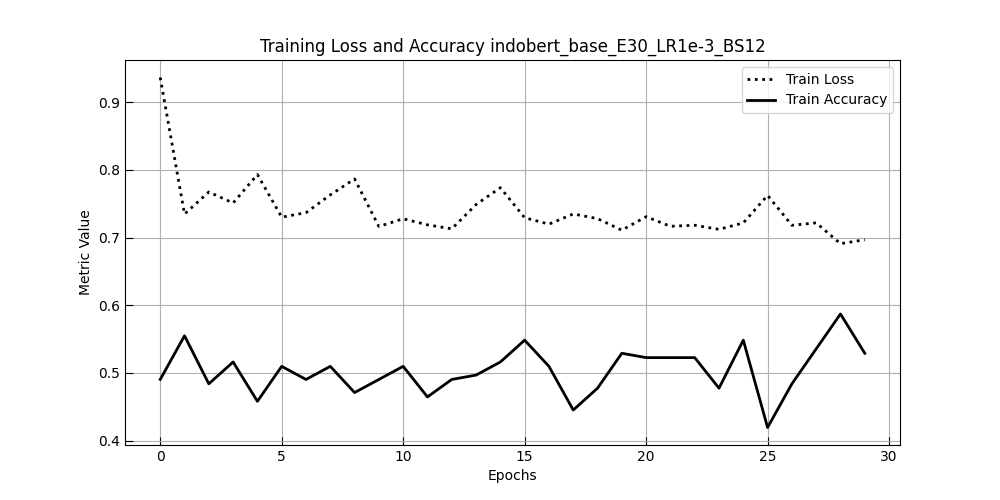 Training Loss and Accuracy indobert_base_E30_LR1e-3_BS12
Train Loss
Train Accuracy
Metric Value
0.9
0.8
0.7
0.6
0.5
0.4
0 5 10 15 20 25 30
Epochs